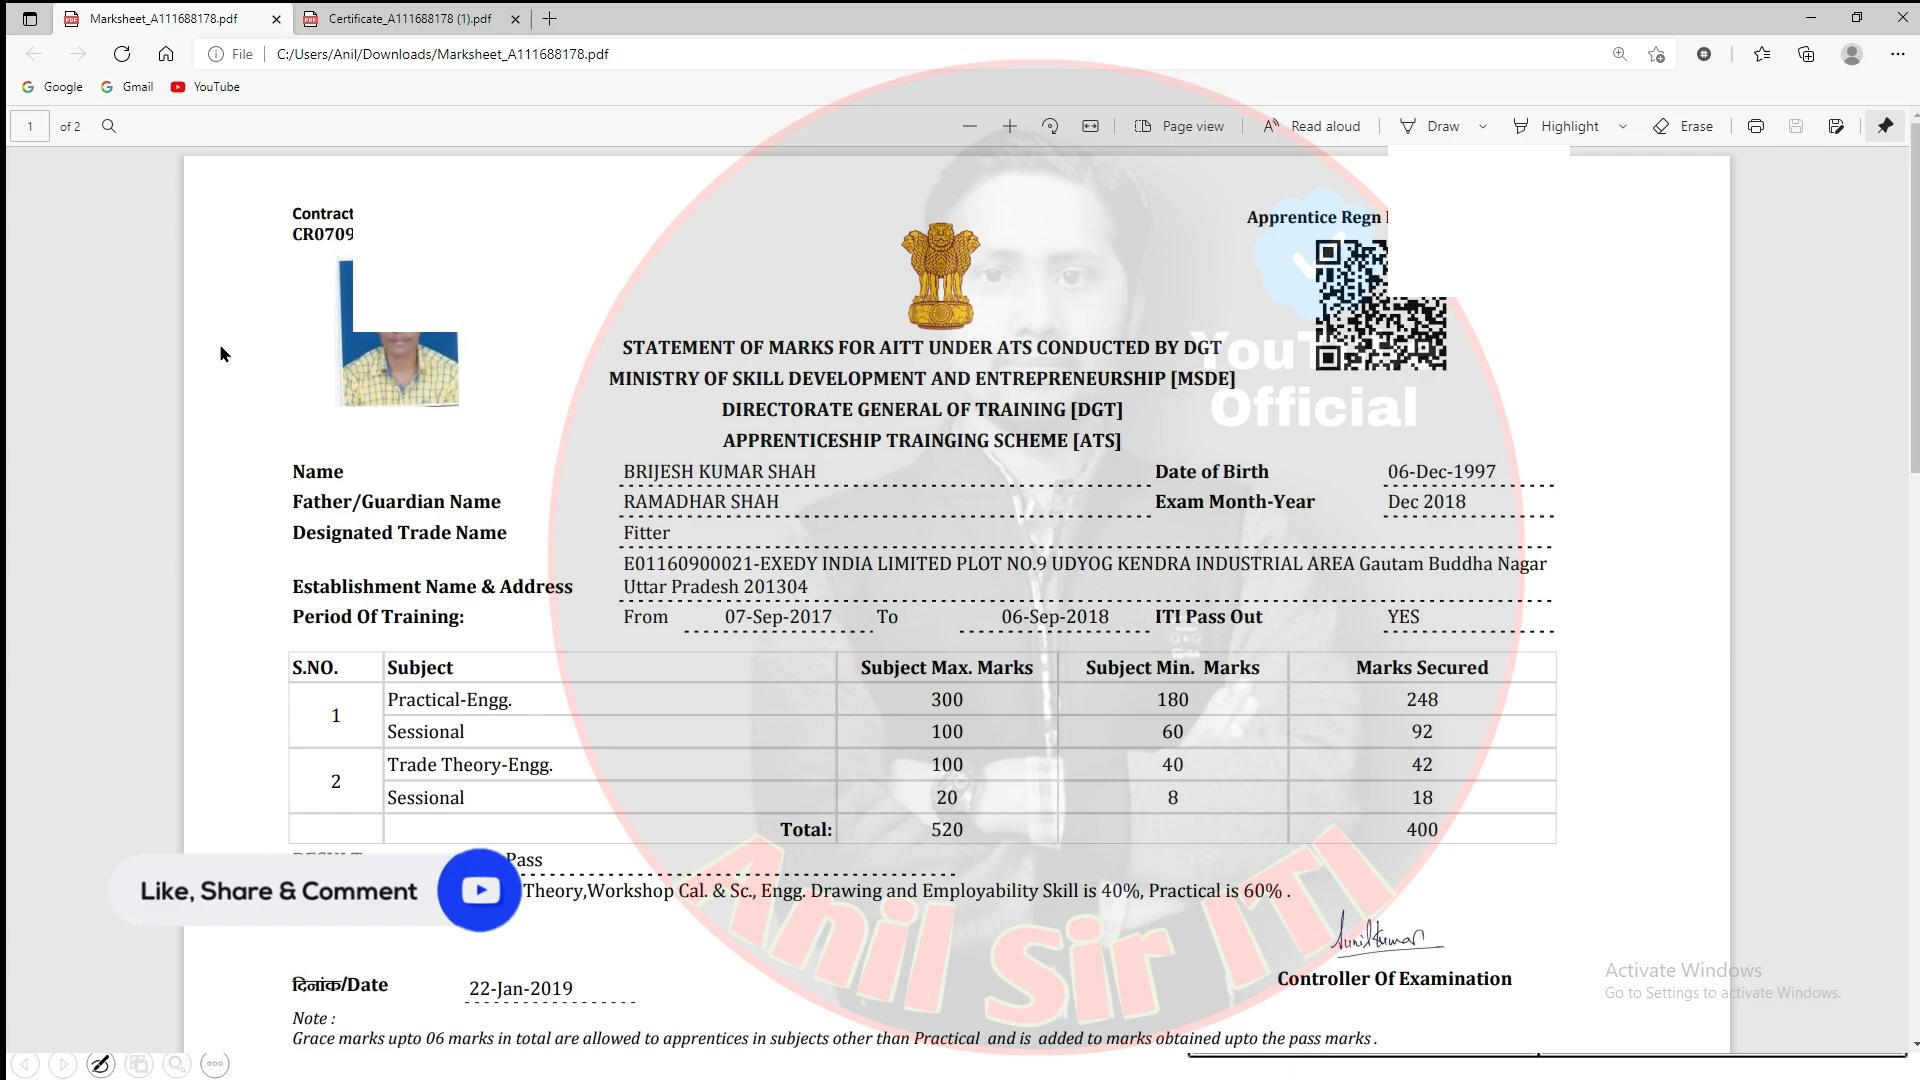 Marksheet_A111688178.pdf
Certificate_A111688178 (1).pdf
File
C:/Users/Anil/Downloads/Marksheet_A111688178.pdf
Google
Gmail
YouTube
1
of 2
Page view
Read aloud
Draw
Highlight
Erase
Contract
CR0709
Apprentice Regn
YouT
Official
STATEMENT OF MARKS FOR AITT UNDER ATS CONDUCTED BY DGT
MINISTRY OF SKILL DEVELOPMENT AND ENTREPRENEURSHIP [MSDE]
DIRECTORATE GENERAL OF TRAINING [DGT]
APPRENTICESHIP TRAINGING SCHEME [ATS]
Name BRIJESH KUMAR SHAH Date of Birth 06-Dec-1997
Father/Guardian Name RAMADHAR SHAH Exam Month-Year Dec 2018
Designated Trade Name Fitter
E01160900021-EXEDY INDIA LIMITED PLOT NO.9 UDYOG KENDRA INDUSTRIAL AREA Gautam Buddha Nagar
Establishment Name & Address Uttar Pradesh 201304
Period Of Training: From 07-Sep-2017 To 06-Sep-2018 ITI Pass Out YES
S.NO. Subject Subject Max. Marks Subject Min. Marks Marks Secured
1 Practical-Engg. 300 180 248
Sessional 100 60 92
2 Trade Theory-Engg. 100 40 42
Sessional 20 8 18
Total: 520 400
Pass
Like, Share & Comment
Theory,Workshop Cal. & Sc., Engg. Drawing and Employability Skill is 40%, Practical is 60% .
Anil Sir ITI
Sunil Kumar
Controller Of Examination
दिनांक/Date 22-Jan-2019
Note :
Grace marks upto 06 marks in total are allowed to apprentices in subjects other than Practical and is added to marks obtained upto the pass marks .
Activate Windows
Go to Settings to activate Windows.